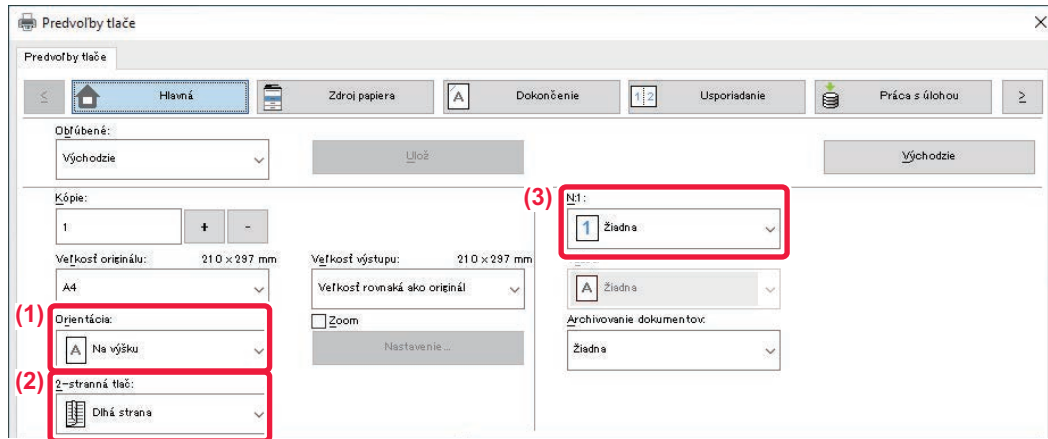 Predvoľby tlače
Predvoľby tlače
≤ Hlavná Zdroj papiera A Dokončenie 1 2 Usporiadanie Práca s úlohou ≥
Obľúbené:
Východzie Ulož Východzie
Kópie: (3) N:1:
1 + - 1 Žiadna
Veľkosť originálu: 210 x 297 mm Veľkosť výstupu: 210 x 297 mm
A4 Veľkosť rovnaká ako originál A Žiadna
(1) Orientácia: Zoom Archivovanie dokumentov:
A Na výšku Nastavenie... Žiadna
(2) 2-stranná tlač:
Dlhá strana